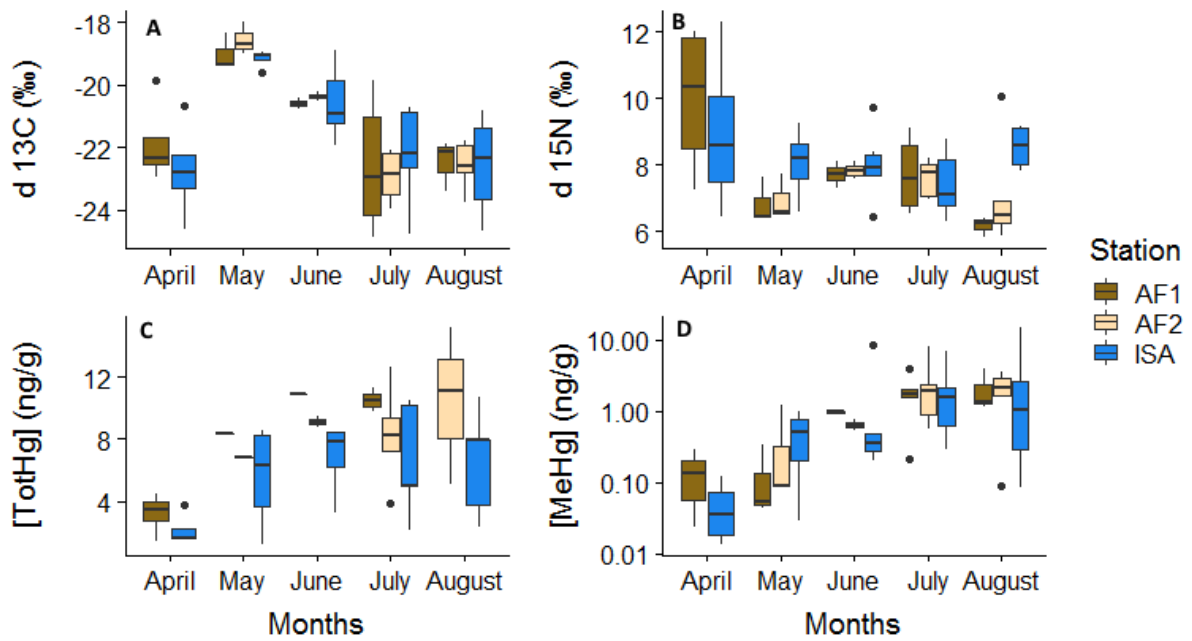 A
d 13C (‰)
-18
-20
-22
-24
April May June July August
B
d 15N (‰)
12
10
8
6
April May June July August
Station
AF1
AF2
ISA
C
[TotHg] (ng/g)
12
8
4
April May June July August
Months
D
[MeHg] (ng/g)
10.00
1.00
0.10
0.01
April May June July August
Months